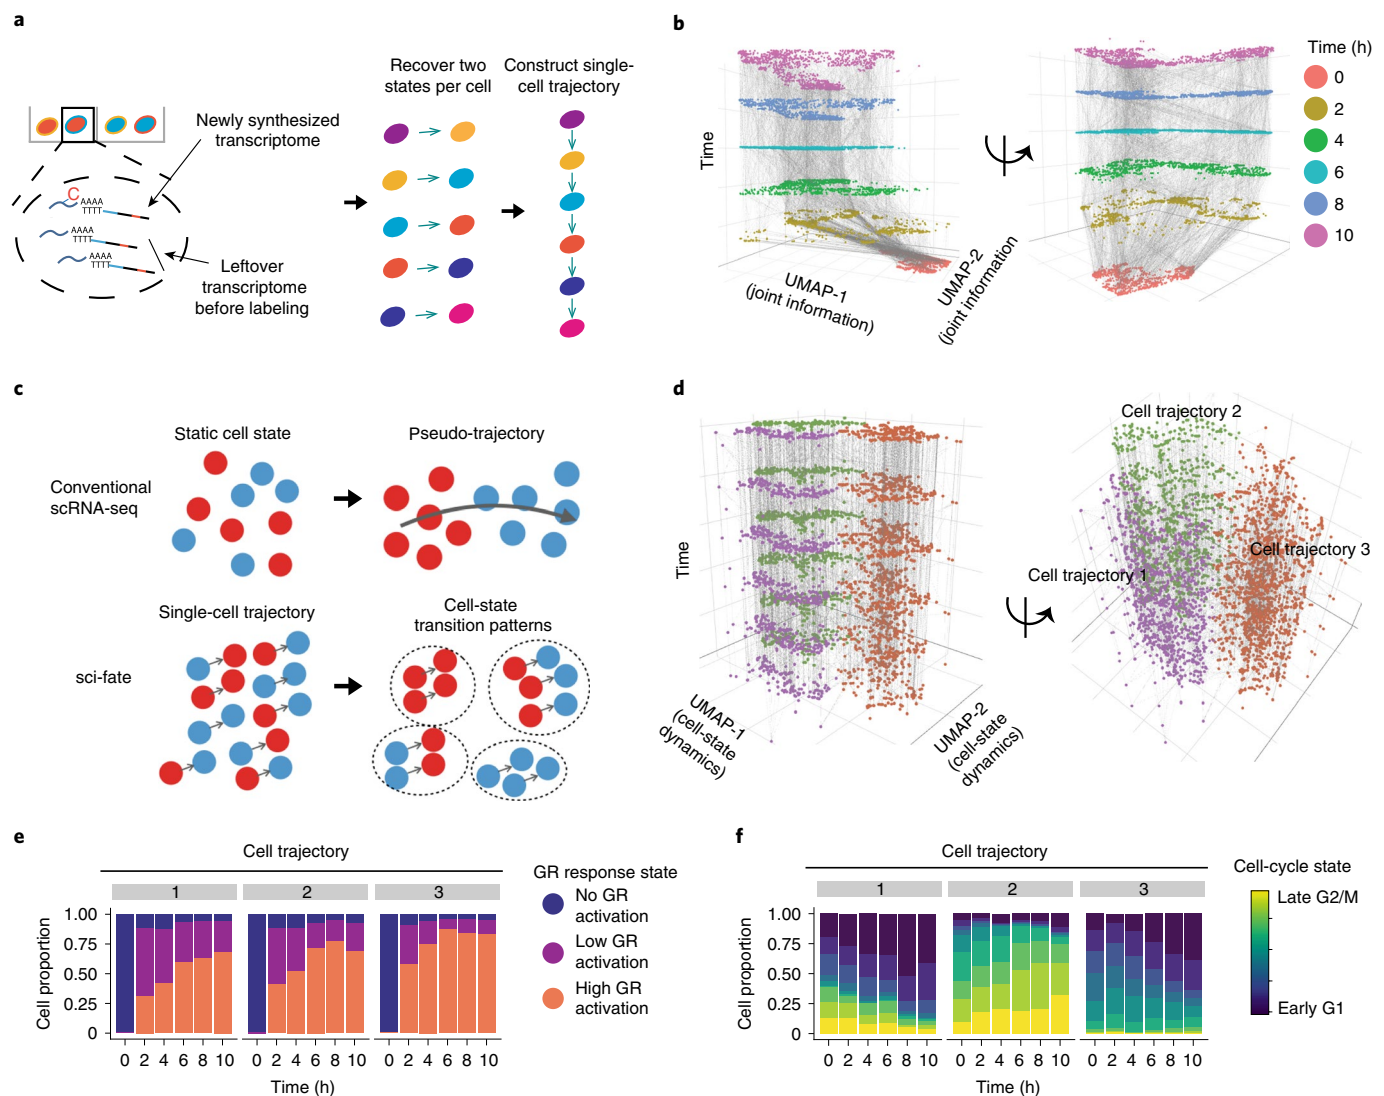 a
Newly synthesized
transcriptome
C
AAAA
TTTT
AAAA
TTTT
AAAA
TTTT
Leftover
transcriptome
before labeling
Recover two
states per cell
Construct single-
cell trajectory
b
Time
UMAP-1
(joint information)
UMAP-2
(joint information)
Time (h)
0
2
4
6
8
10
c
Static cell state
Pseudo-trajectory
Conventional
scRNA-seq
Single-cell trajectory
Cell-state
transition patterns
sci-fate
d
Time
UMAP-1
(cell-state
dynamics)
UMAP-2
(cell-state
dynamics)
Cell trajectory 2
Cell trajectory 3
Cell trajectory 1
e
Cell trajectory
1 2 3
Cell proportion
1.00
0.75
0.50
0.25
0
0 2 4 6 8 10 0 2 4 6 8 10 0 2 4 6 8 10
Time (h)
GR response state
No GR
activation
Low GR
activation
High GR
activation
f
Cell trajectory
1 2 3
Cell proportion
1.00
0.75
0.50
0.25
0
0 2 4 6 8 10 0 2 4 6 8 10 0 2 4 6 8 10
Time (h)
Cell-cycle state
Late G2/M
Early G1